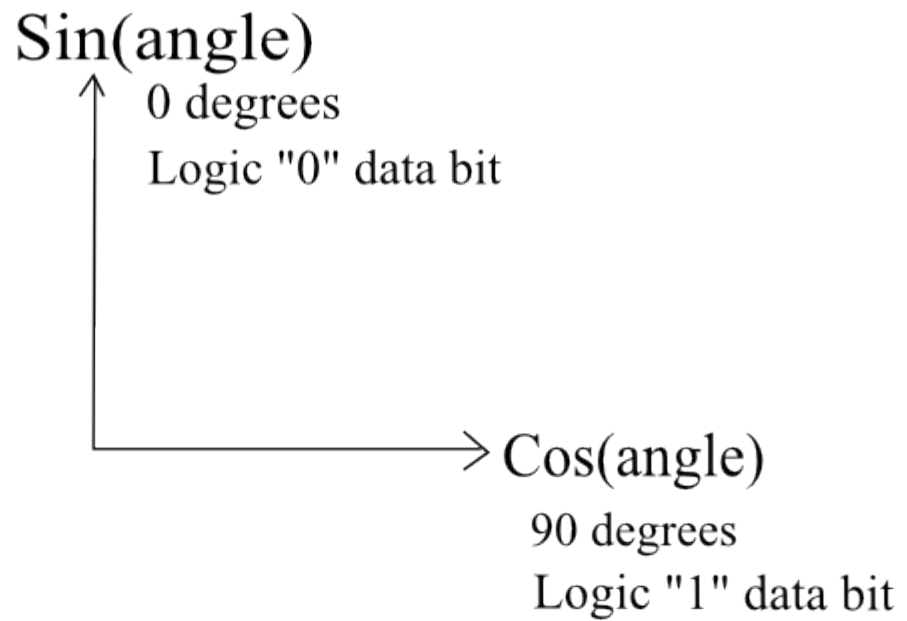 Sin(angle)
0 degrees
Logic "0" data bit
Cos(angle)
90 degrees
Logic "1" data bit